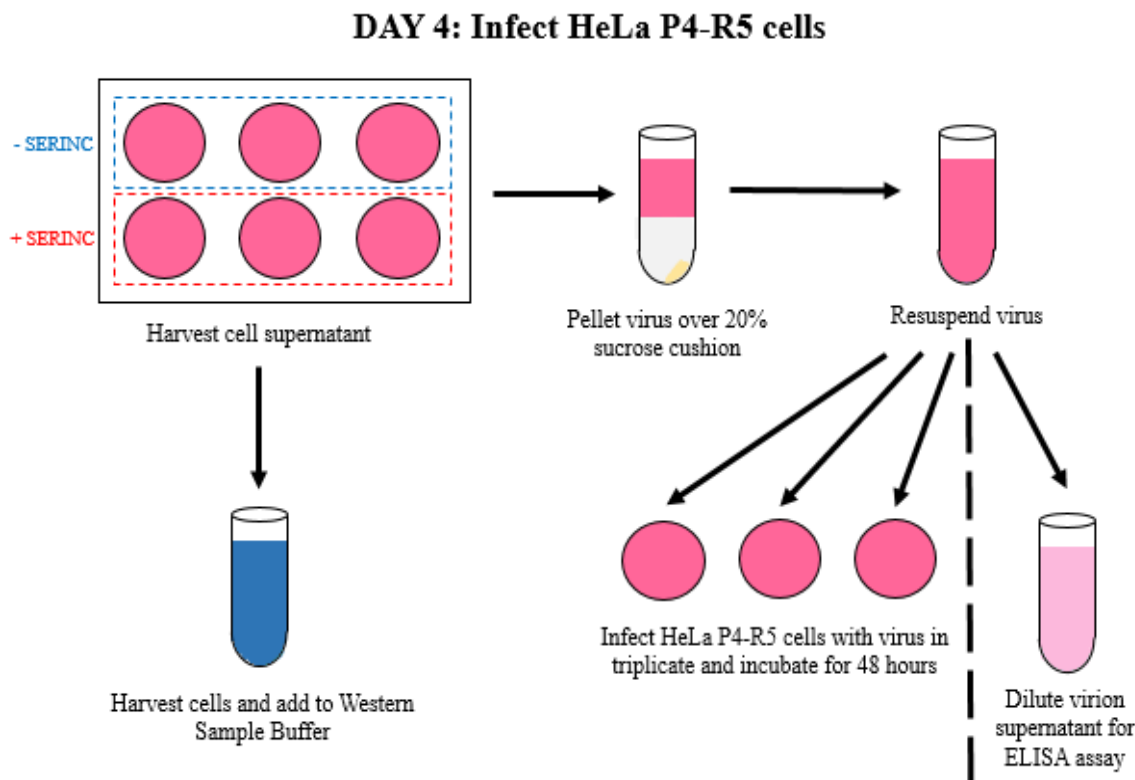 DAY 4: Infect HeLa P4-R5 cells
- SERINC
+ SERINC
Harvest cell supernatant
Pellet virus over 20%
sucrose cushion
Resuspend virus
Harvest cells and add to Western
Sample Buffer
Infect HeLa P4-R5 cells with virus in
triplicate and incubate for 48 hours
Dilute virion
supernatant for
ELISA assay